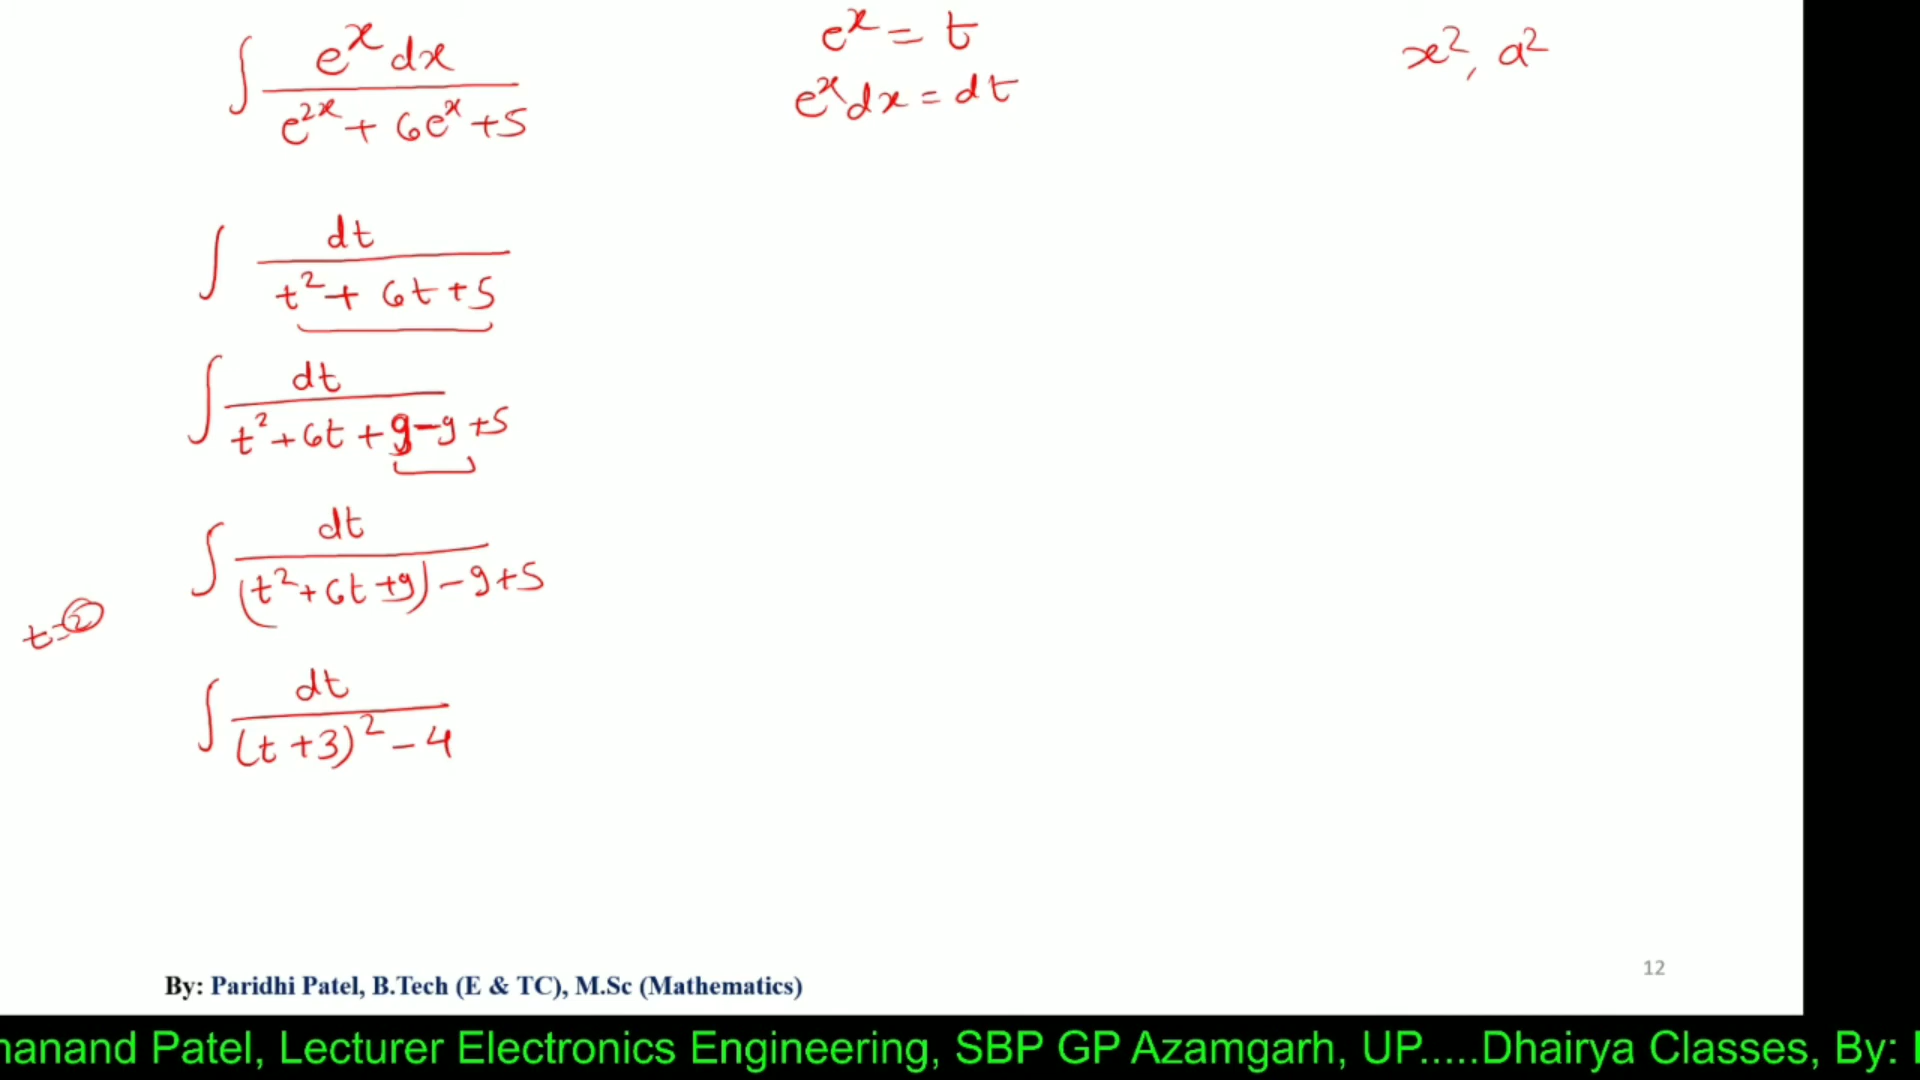 ∫ e^x dx / (e^2x + 6e^x + 5)
e^x = t
e^x dx = dt
x², a²
∫ dt / (t² + 6t + 5)
∫ dt / (t² + 6t + 9 - 9 + 5)
∫ dt / ((t² + 6t + 9) - 9 + 5)
∫ dt / ((t + 3)² - 4)
12
By: Paridhi Patel, B.Tech (E & TC), M.Sc (Mathematics)
hanand Patel, Lecturer Electronics Engineering, SBP GP Azamgarh, UP.....Dhairya Classes, By: